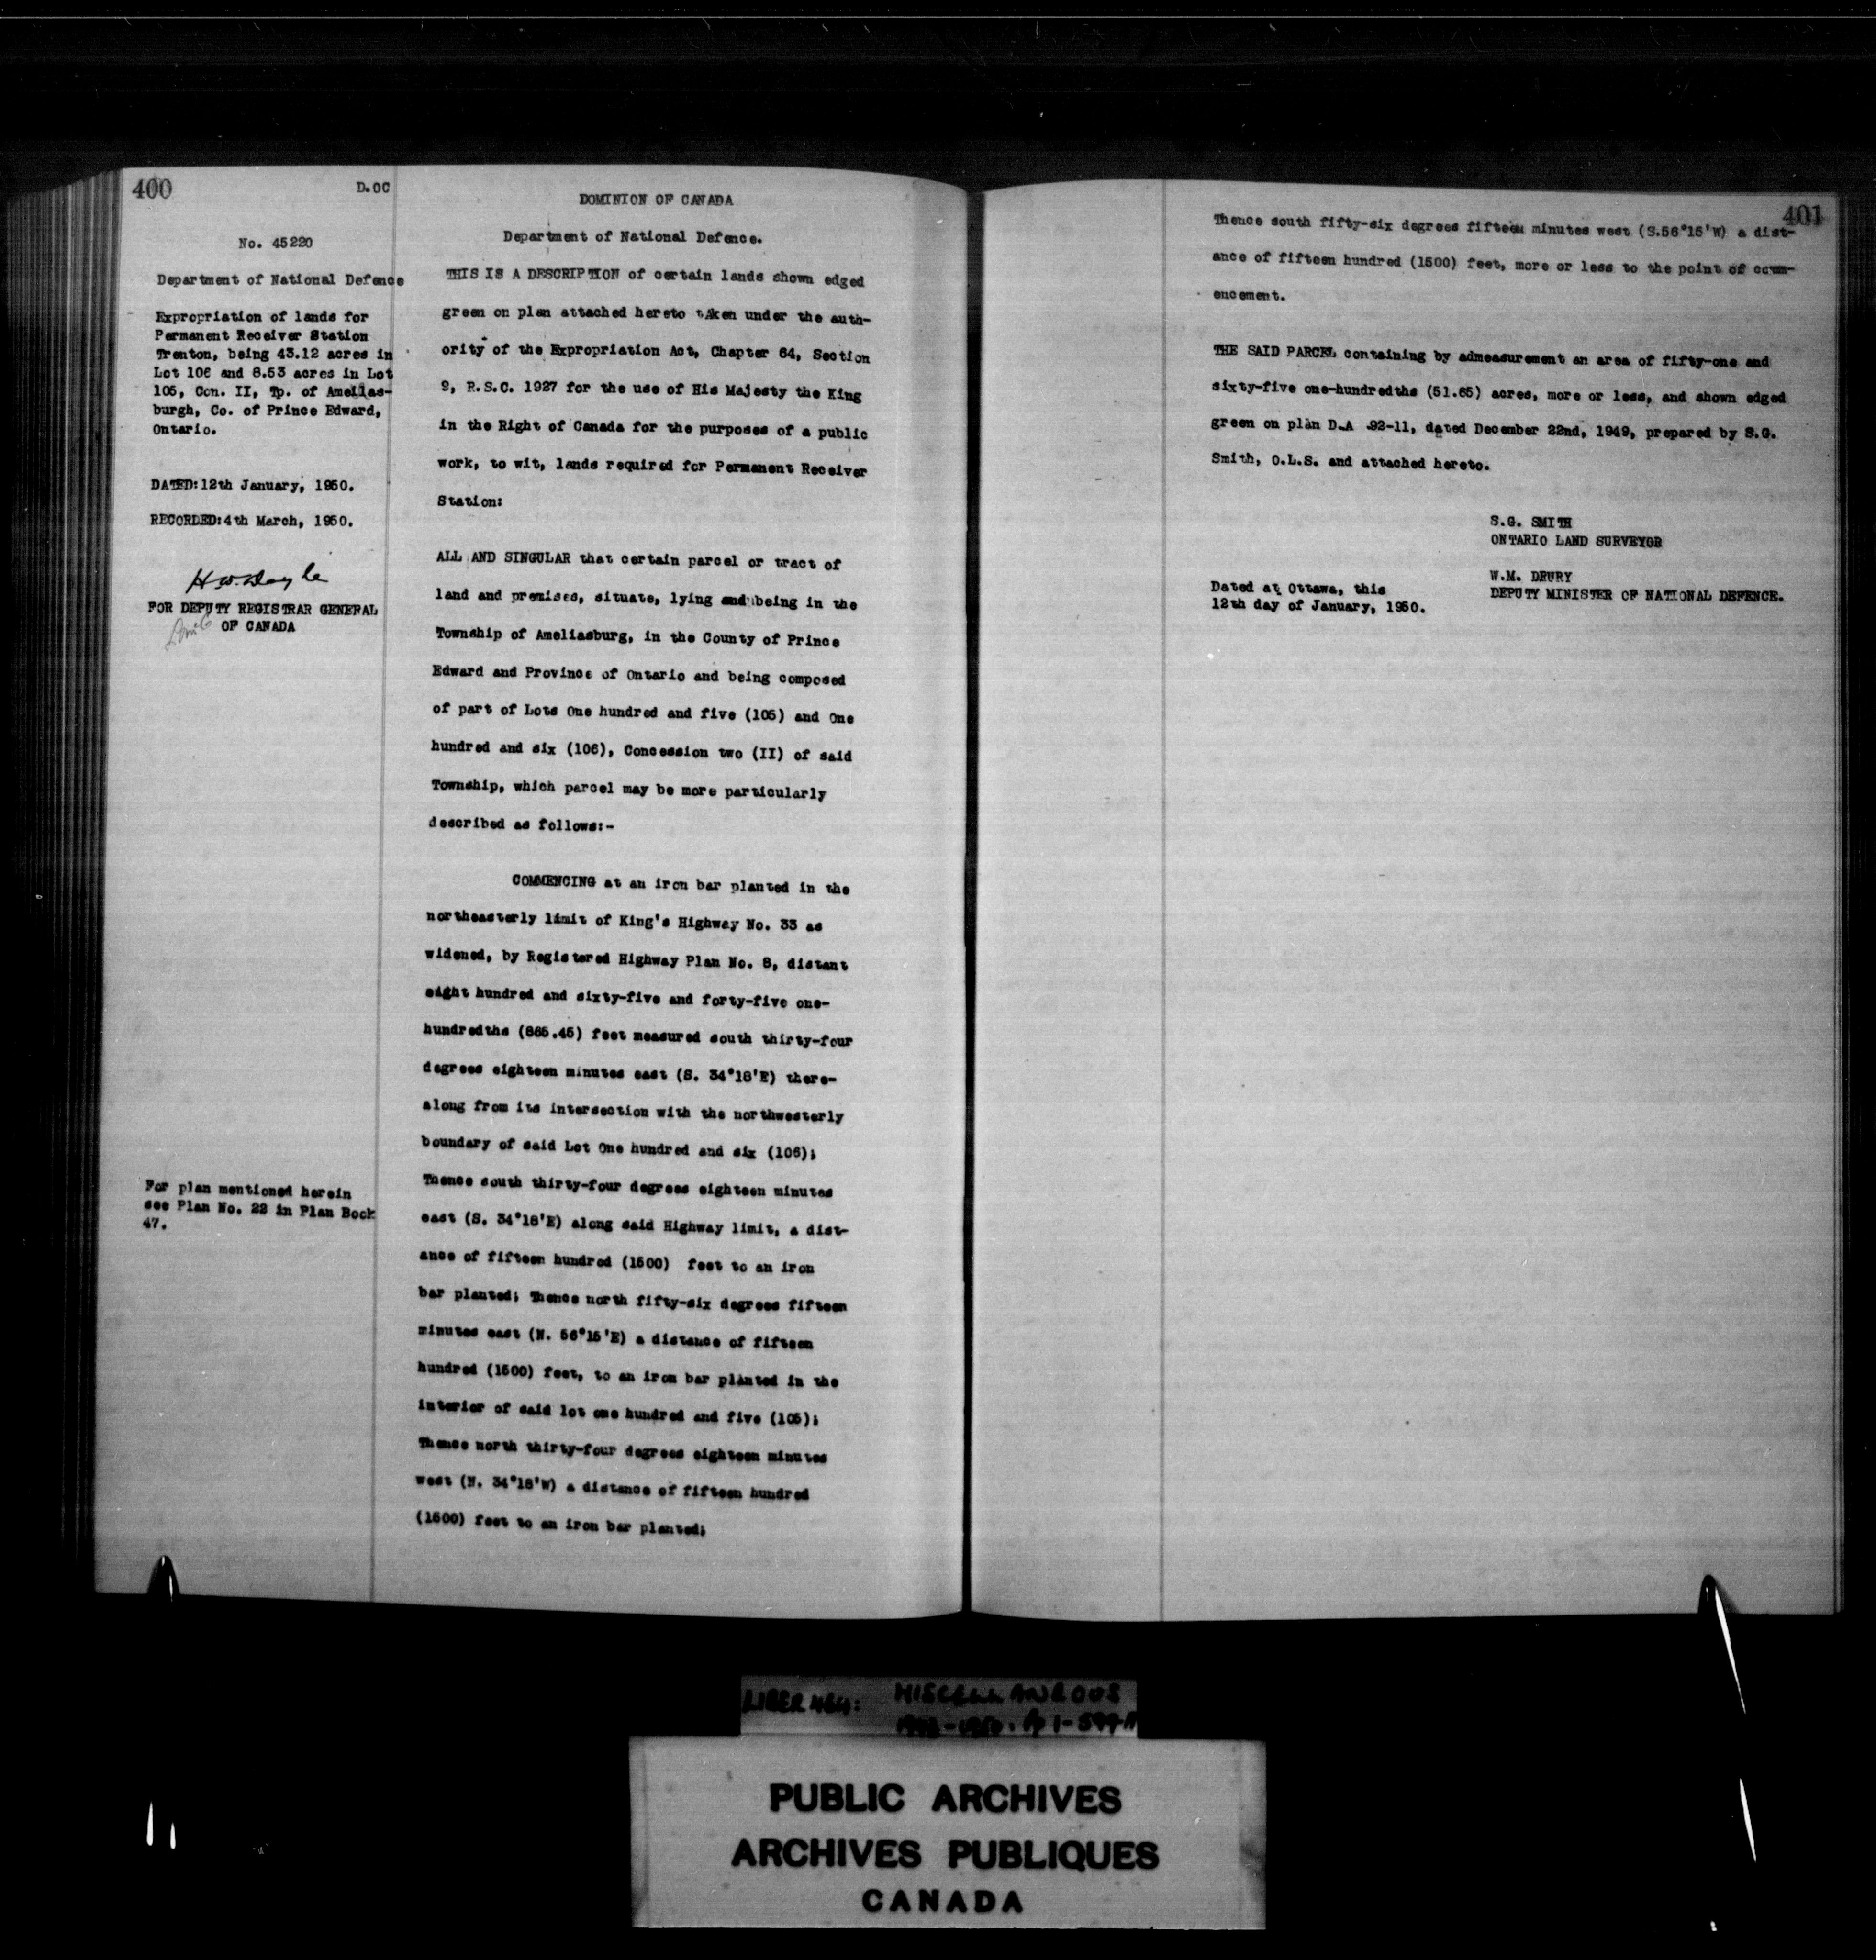 400
D.OC
No. 45220
Department of National Defence
Expropriation of lands for
Permanent Receiver Station
Trenton, being 43.12 acres in
Lot 106 and 8.53 acres in Lot
105, Con. II, Tp. of Amelias-
burgh, Co. of Prince Edward,
Ontario.
DATED:12th January, 1950.
RECORDED:4th March, 1950.
H.W. Doyle
FOR DEPUTY REGISTRAR GENERAL
OF CANADA
For plan mentioned herein
see Plan No. 22 in Plan Book
47.
DOMINION OF CANADA
Department of National Defence.
THIS IS A DESCRIPTION of certain lands shown edged
green on plan attached hereto taken under the auth-
ority of the Expropriation Act, Chapter 64, Section
9, R.S.C. 1927 for the use of His Majesty the King
in the Right of Canada for the purposes of a public
work, to wit, lands required for Permanent Receiver
Station:
ALL AND SINGULAR that certain parcel or tract of
land and premises, situate, lying and being in the
Township of Ameliasburg, in the County of Prince
Edward and Province of Ontario and being composed
of part of Lots One hundred and five (105) and One
hundred and six (106), Concession two (II) of said
Township, which parcel may be more particularly
described as follows:-
COMMENCING at an iron bar planted in the
northeasterly limit of King's Highway No. 33 as
widened, by Registered Highway Plan No. 8, distant
eight hundred and sixty-five and forty-five one-
hundredths (865.45) feet measured south thirty-four
degrees eighteen minutes east (S. 34°18'E) there-
along from its intersection with the northwesterly
boundary of said Lot One hundred and six (106);
Thence south thirty-four degrees eighteen minutes
east (S. 34°18'E) along said Highway limit, a dist-
ance of fifteen hundred (1500) feet to an iron
bar planted; Thence north fifty-six degrees fifteen
minutes east (N. 56°15'E) a distance of fifteen
hundred (1500) feet, to an iron bar planted in the
interior of said lot one hundred and five (105);
Thence north thirty-four degrees eighteen minutes
west (N. 34°18'W) a distance of fifteen hundred
(1500) feet to an iron bar planted;
401
Thence south fifty-six degrees fifteen minutes west (S.56°15'W) a dist-
ance of fifteen hundred (1500) feet, more or less to the point of comm-
encement.
THE SAID PARCEL containing by admeasurement an area of fifty-one and
sixty-five one-hundredths (51.65) acres, more or less, and shown edged
green on plan D.A .92-11, dated December 22nd, 1949, prepared by S.G.
Smith, O.L.S. and attached hereto.
S.G. SMITH
ONTARIO LAND SURVEYOR
W.M. DRURY
DEPUTY MINISTER OF NATIONAL DEFENCE.
Dated at Ottawa, this
12th day of January, 1950.
LIBER 464: MISCELLANEOUS
PUBLIC ARCHIVES
ARCHIVES PUBLIQUES
CANADA